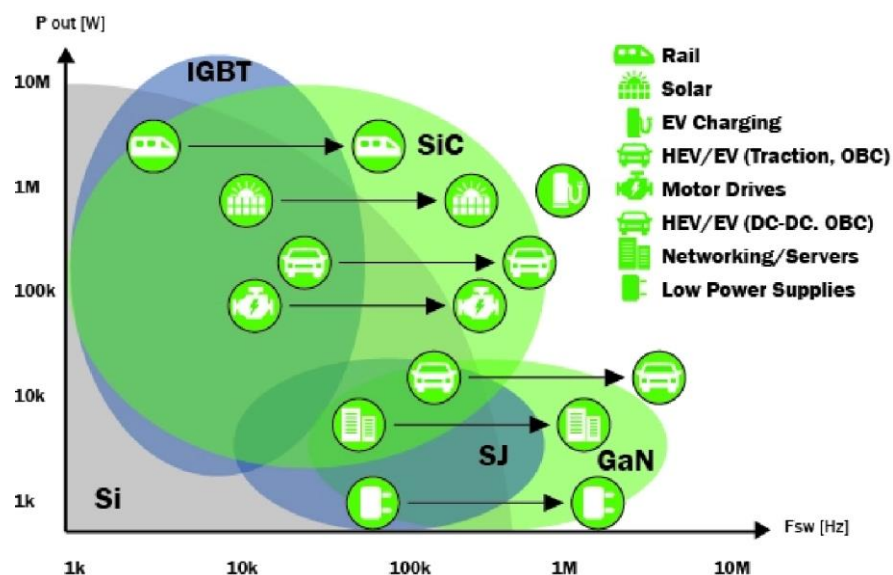 P out [W]
10M
1M
100k
10k
1k
IGBT
SiC
Si
SJ
GaN
Rail
Solar
EV Charging
HEV/EV (Traction, OBC)
Motor Drives
HEV/EV (DC-DC. OBC)
Networking/Servers
Low Power Supplies
Fsw [Hz]
1k 10k 100k 1M 10M